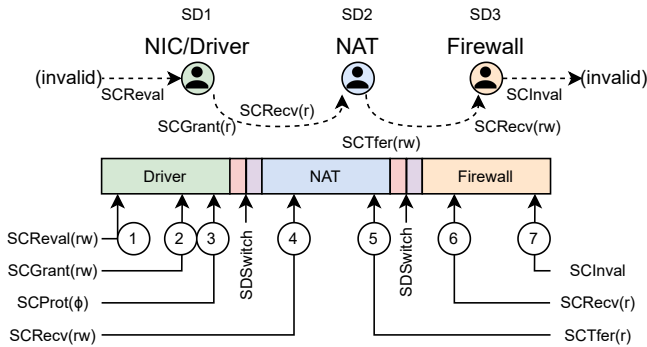 SD1 SD2 SD3
NIC/Driver NAT Firewall
(invalid) (invalid)
SCReval SCInval
SCRecv(r)
SCGrant(r) SCRecv(rw)
SCTfer(rw)
Driver NAT Firewall
SCReval(rw) 1 2 3 SDSwitch 4 5 SDSwitch 6 7
SCGrant(rw) SCInval
SCProt(ϕ) SCRecv(r)
SCRecv(rw) SCTfer(r)